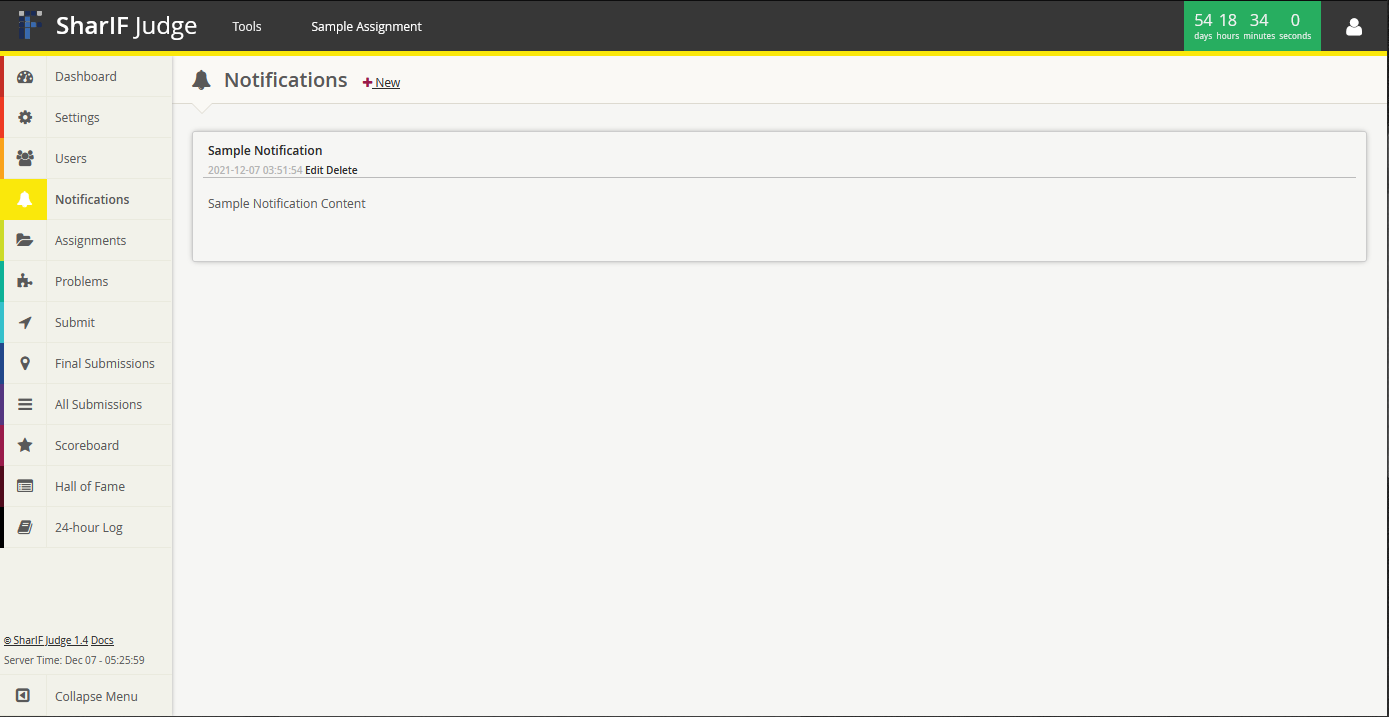 SharIF Judge
Tools
Sample Assignment
54 18 34 0
days hours minutes seconds
Dashboard
Settings
Users
Notifications
Assignments
Problems
Submit
Final Submissions
All Submissions
Scoreboard
Hall of Fame
24-hour Log
© SharIF Judge 1.4 Docs
Server Time: Dec 07 - 05:25:59
Collapse Menu
Notifications
New
Sample Notification
2021-12-07 03:51:54 Edit Delete
Sample Notification Content